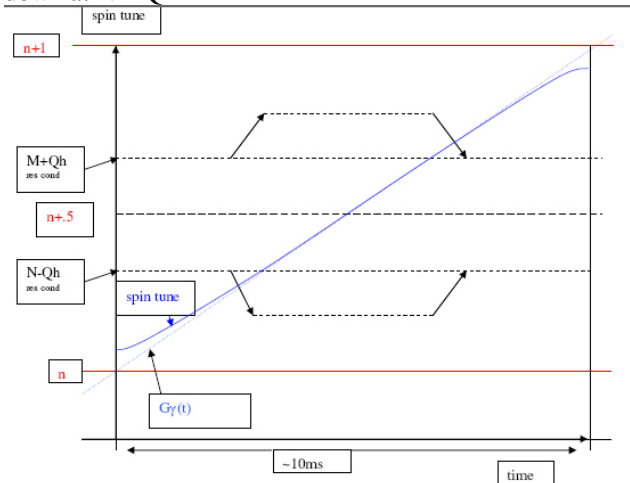 spin tune
n+1
M+Qh
res cond
n+.5
N-Qh
res cond
spin tune
n
Gγ(t)
~10ms
time